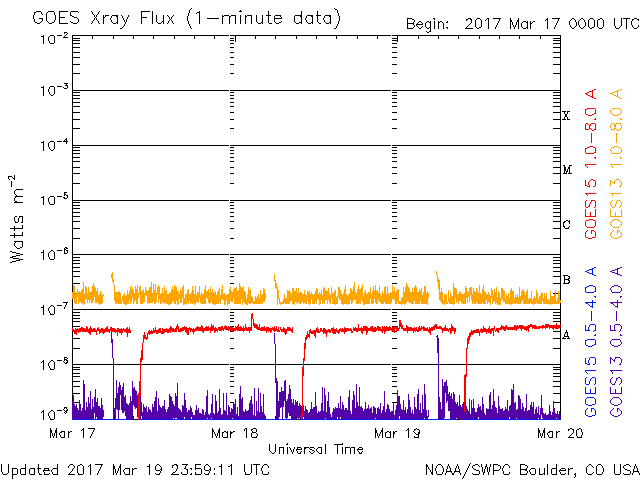 GOES Xray Flux (1-minute data)
Begin: 2017 Mar 17 0000 UTC
10⁻²
10⁻³
10⁻⁴
10⁻⁵
10⁻⁶
10⁻⁷
10⁻⁸
10⁻⁹
Watts m⁻²
X
M
C
B
A
GOES15 1.0-8.0 A
GOES13 1.0-8.0 A
GOES15 0.5-4.0 A
GOES13 0.5-4.0 A
Mar 17
Mar 18
Mar 19
Mar 20
Universal Time
Updated 2017 Mar 19 23:59:11 UTC
NOAA/SWPC Boulder, CO USA